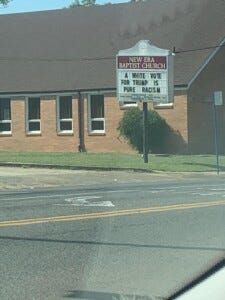 NEW ERA
BAPTIST CHURCH
A WHITE VOTE
FOR TRUMP IS
PURE RACISM